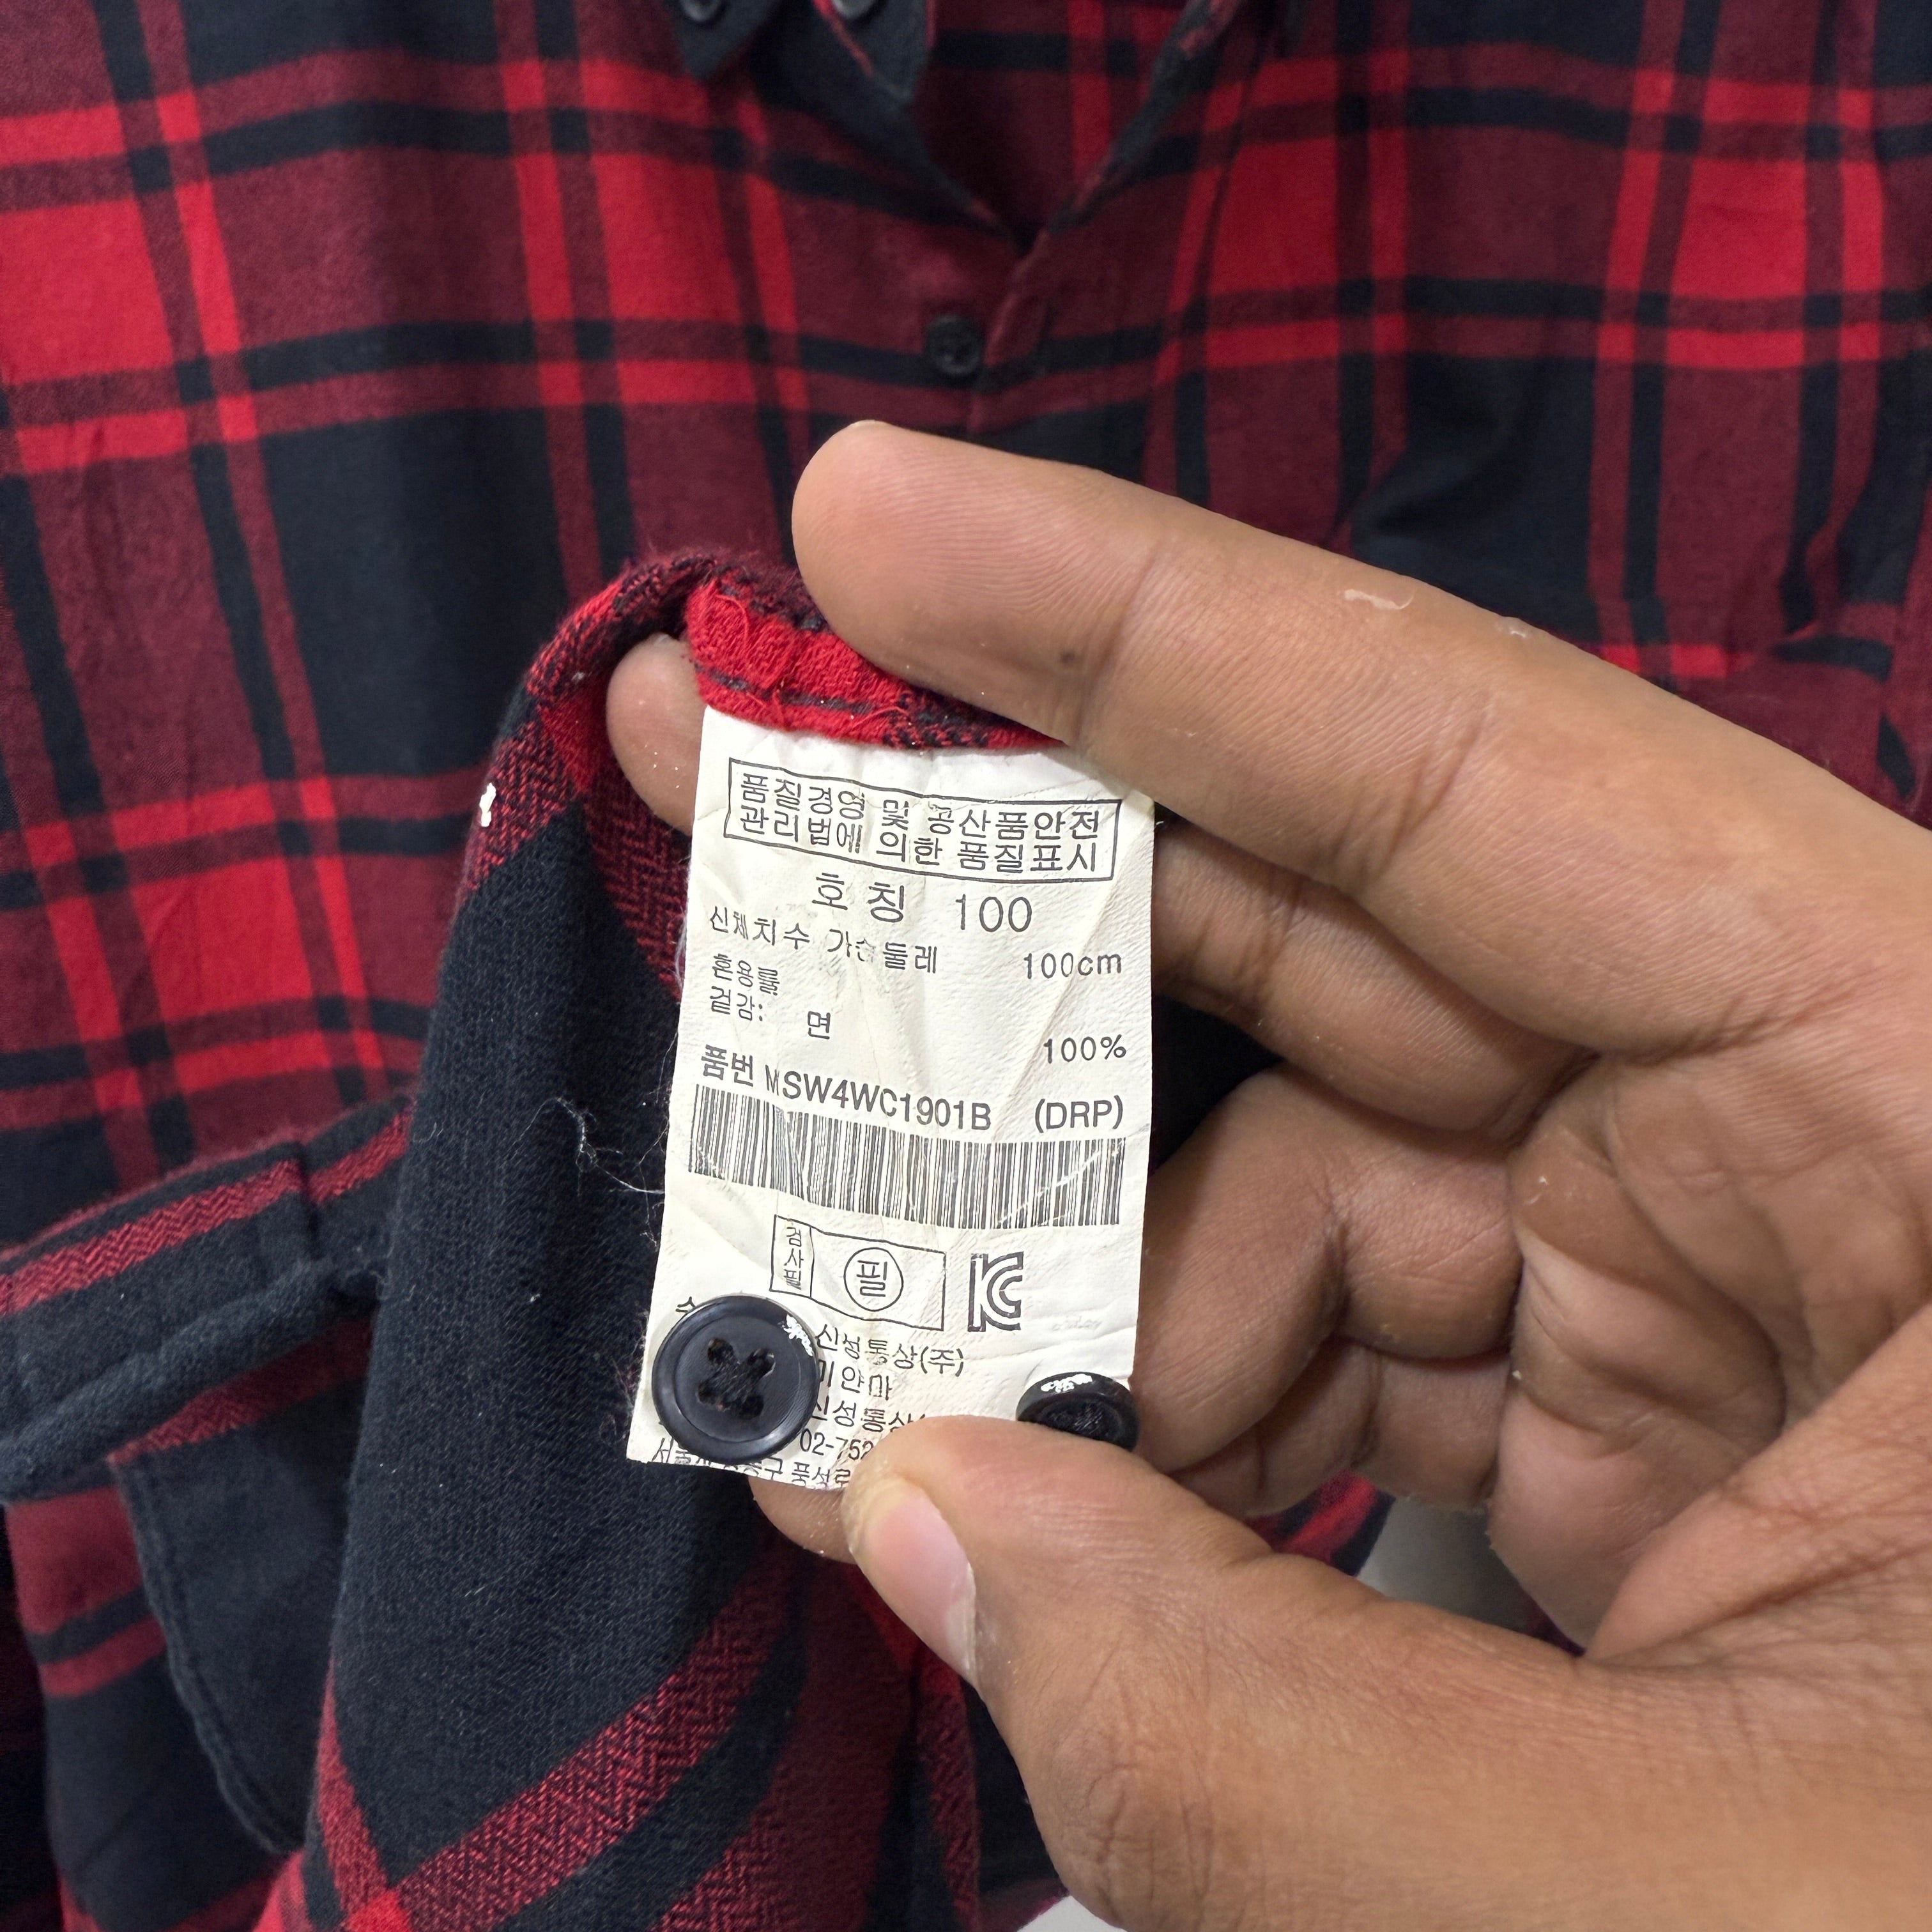 품질경영 및 공산품안전
관리법에 의한 품질표시
호칭 100
신체치수 가슴둘레 100cm
혼용률
겉감: 면 100%
품번 MSW4WC1901B (DRP)
검사필 필
신성통상(주)
미얀마
신성통상
02-752